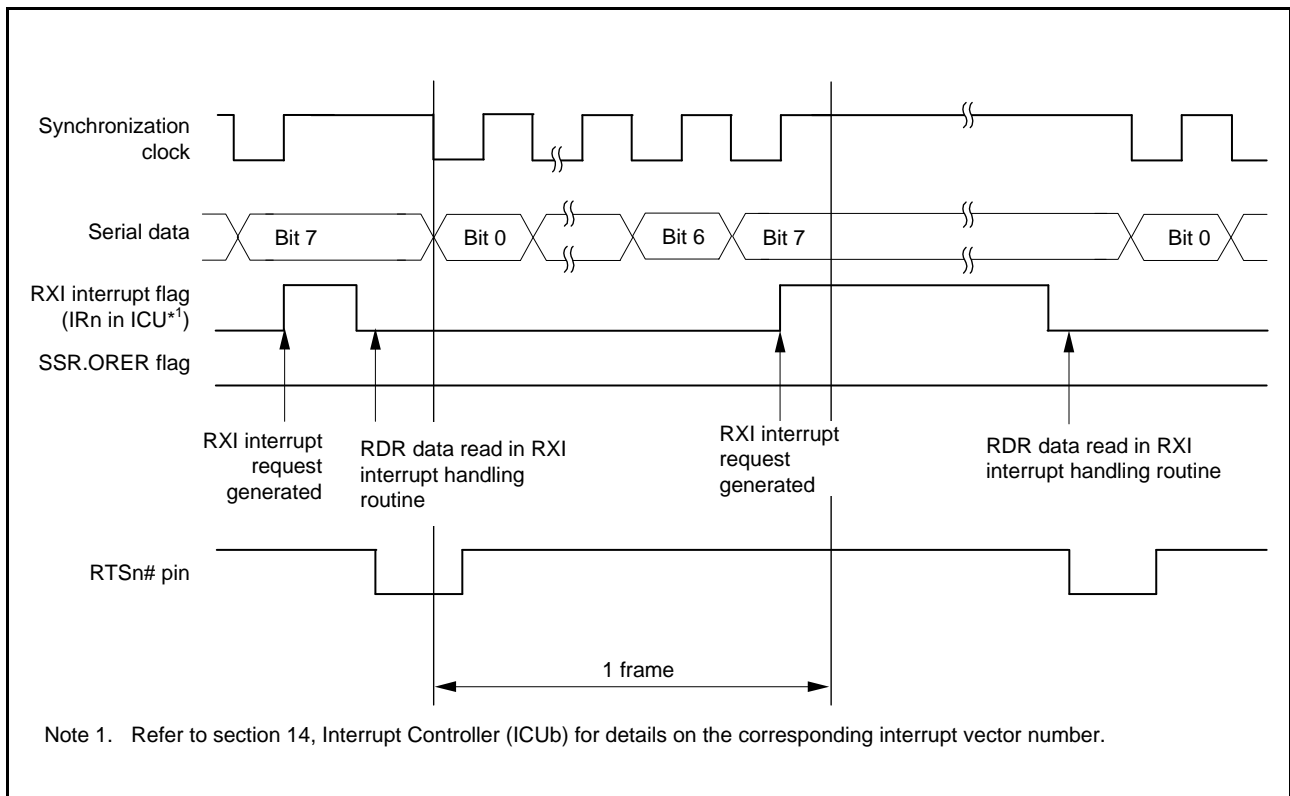 Synchronization
clock
Serial data
Bit 7
Bit 0
Bit 6
Bit 7
Bit 0
RXI interrupt flag
(IRn in ICU*1)
SSR.ORER flag
RXI interrupt
request
generated
RDR data read in RXI
interrupt handling
routine
RXI interrupt
request
generated
RDR data read in RXI
interrupt handling routine
RTSn# pin
1 frame
Note 1. Refer to section 14, Interrupt Controller (ICUb) for details on the corresponding interrupt vector number.